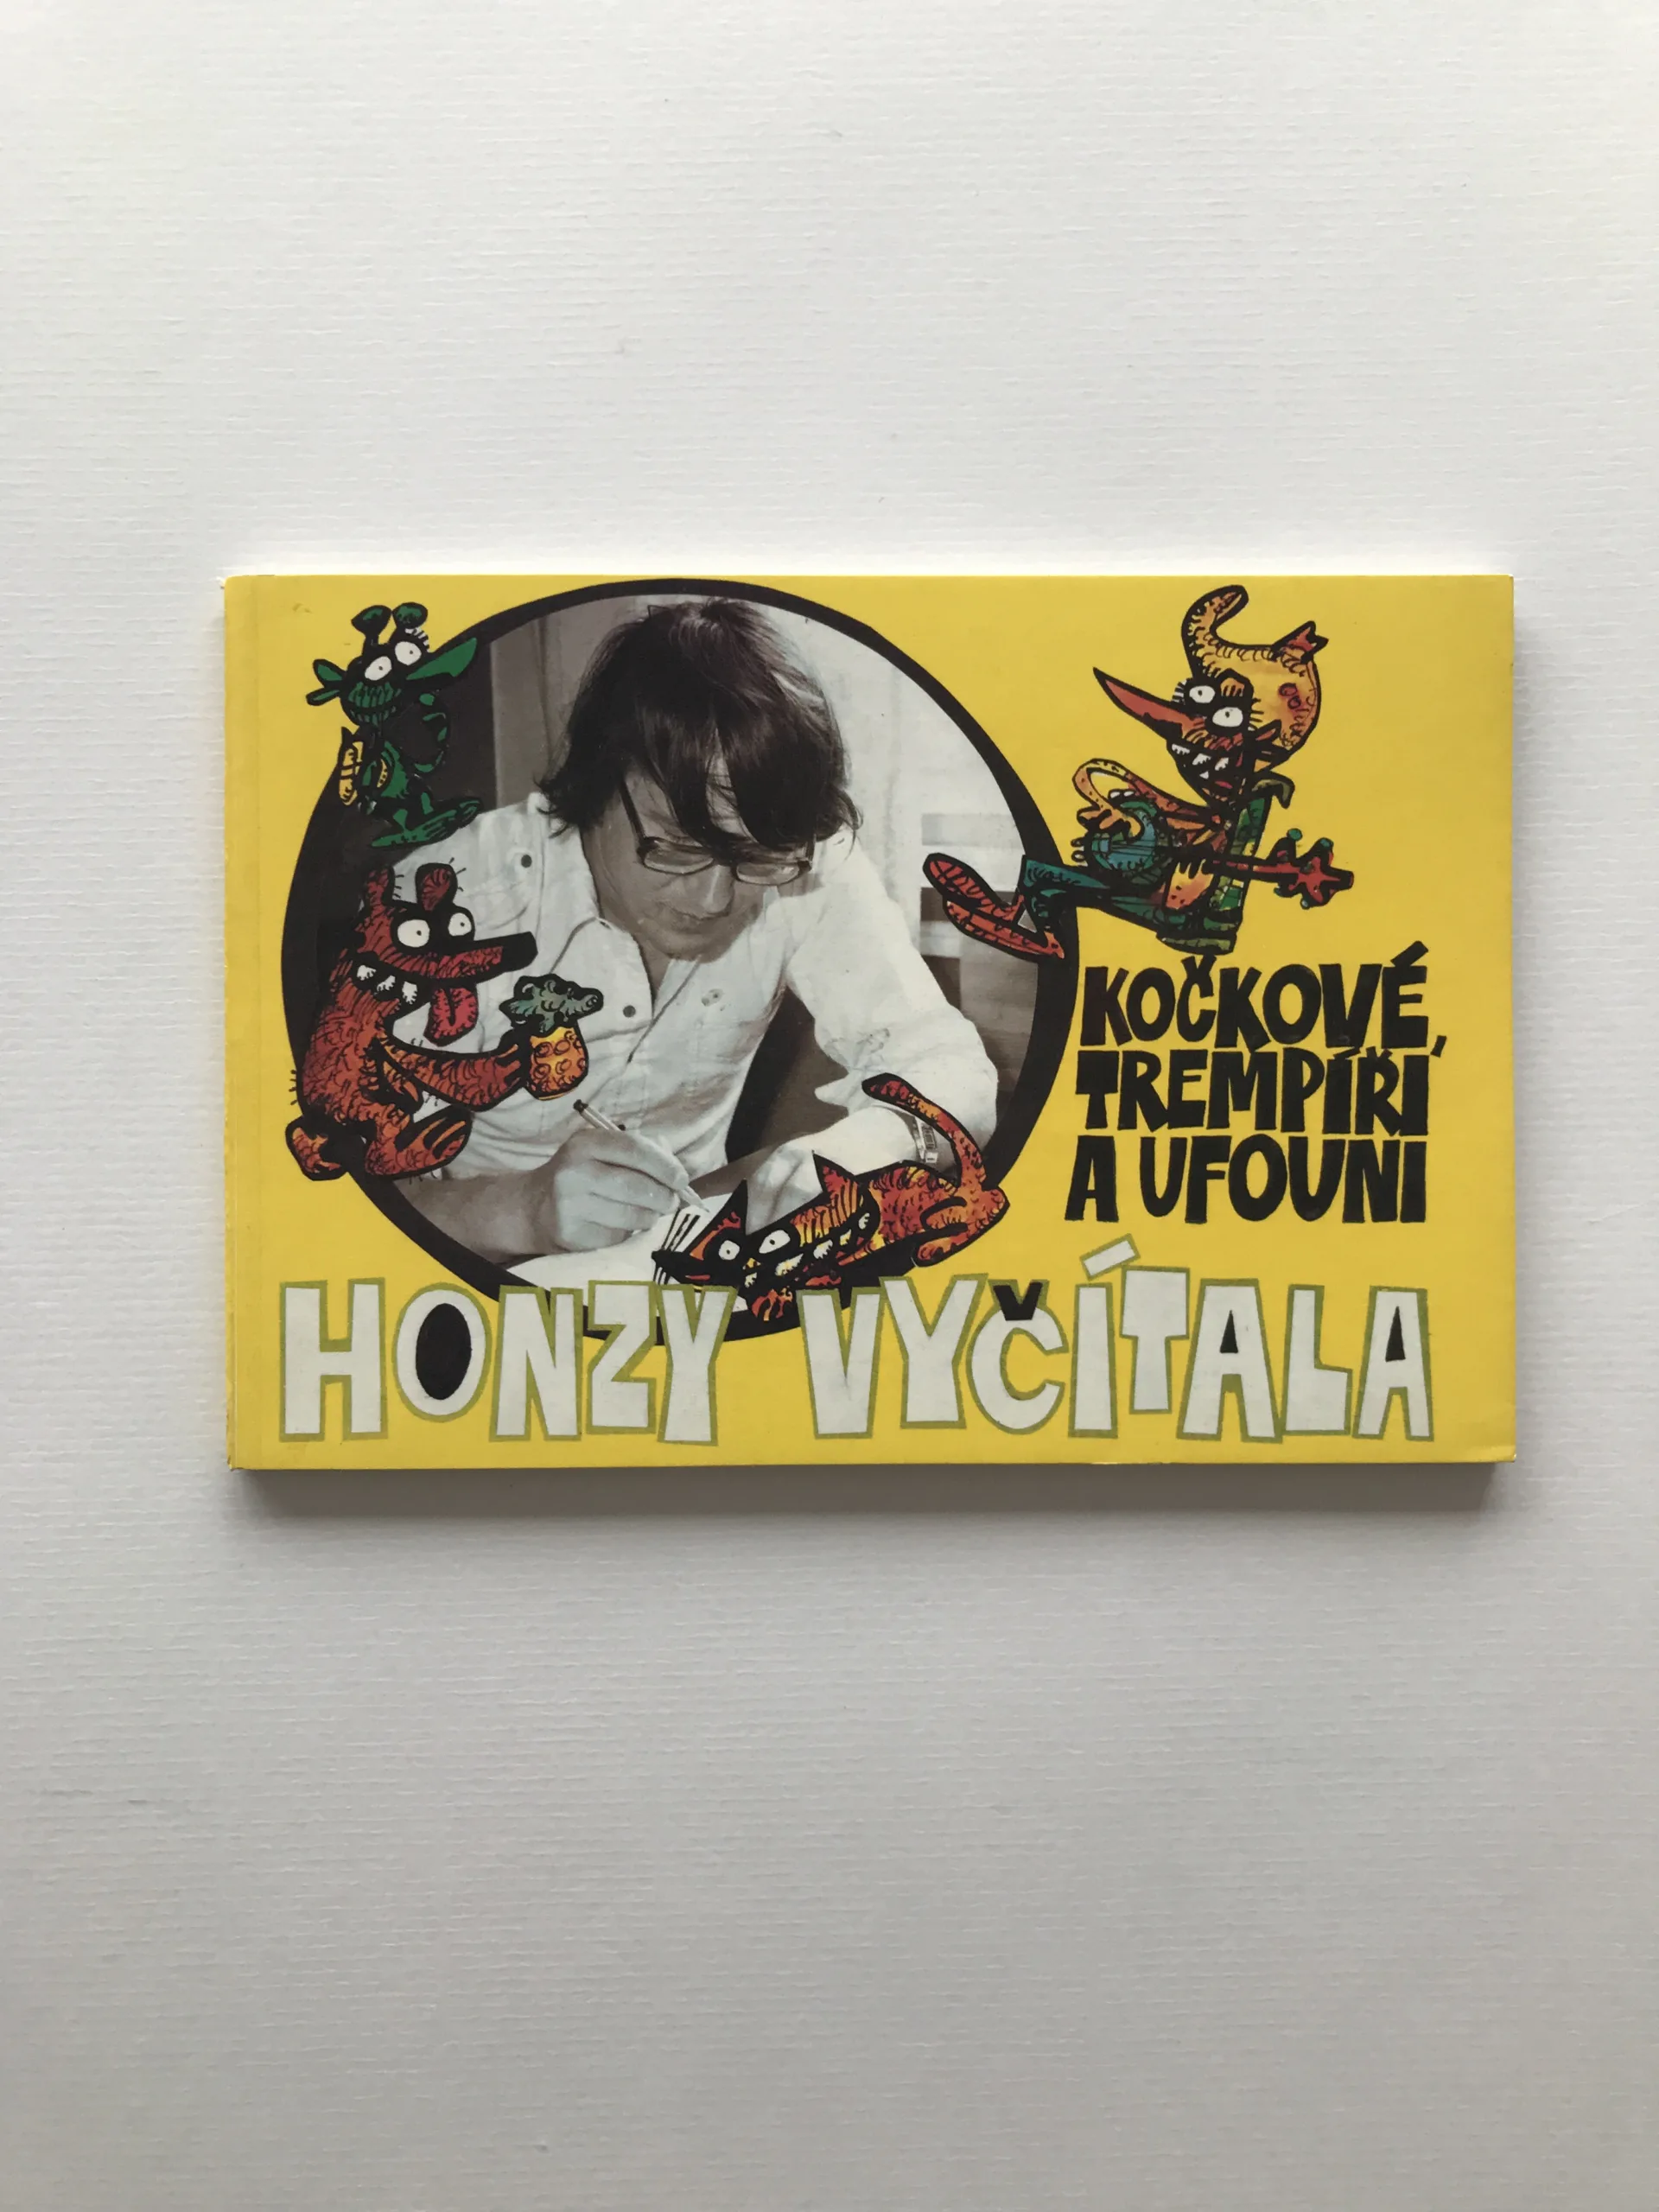 KOČKOVÉ,
TREMPÍŘI
A UFOUNI
HONZY VYČÍTALA